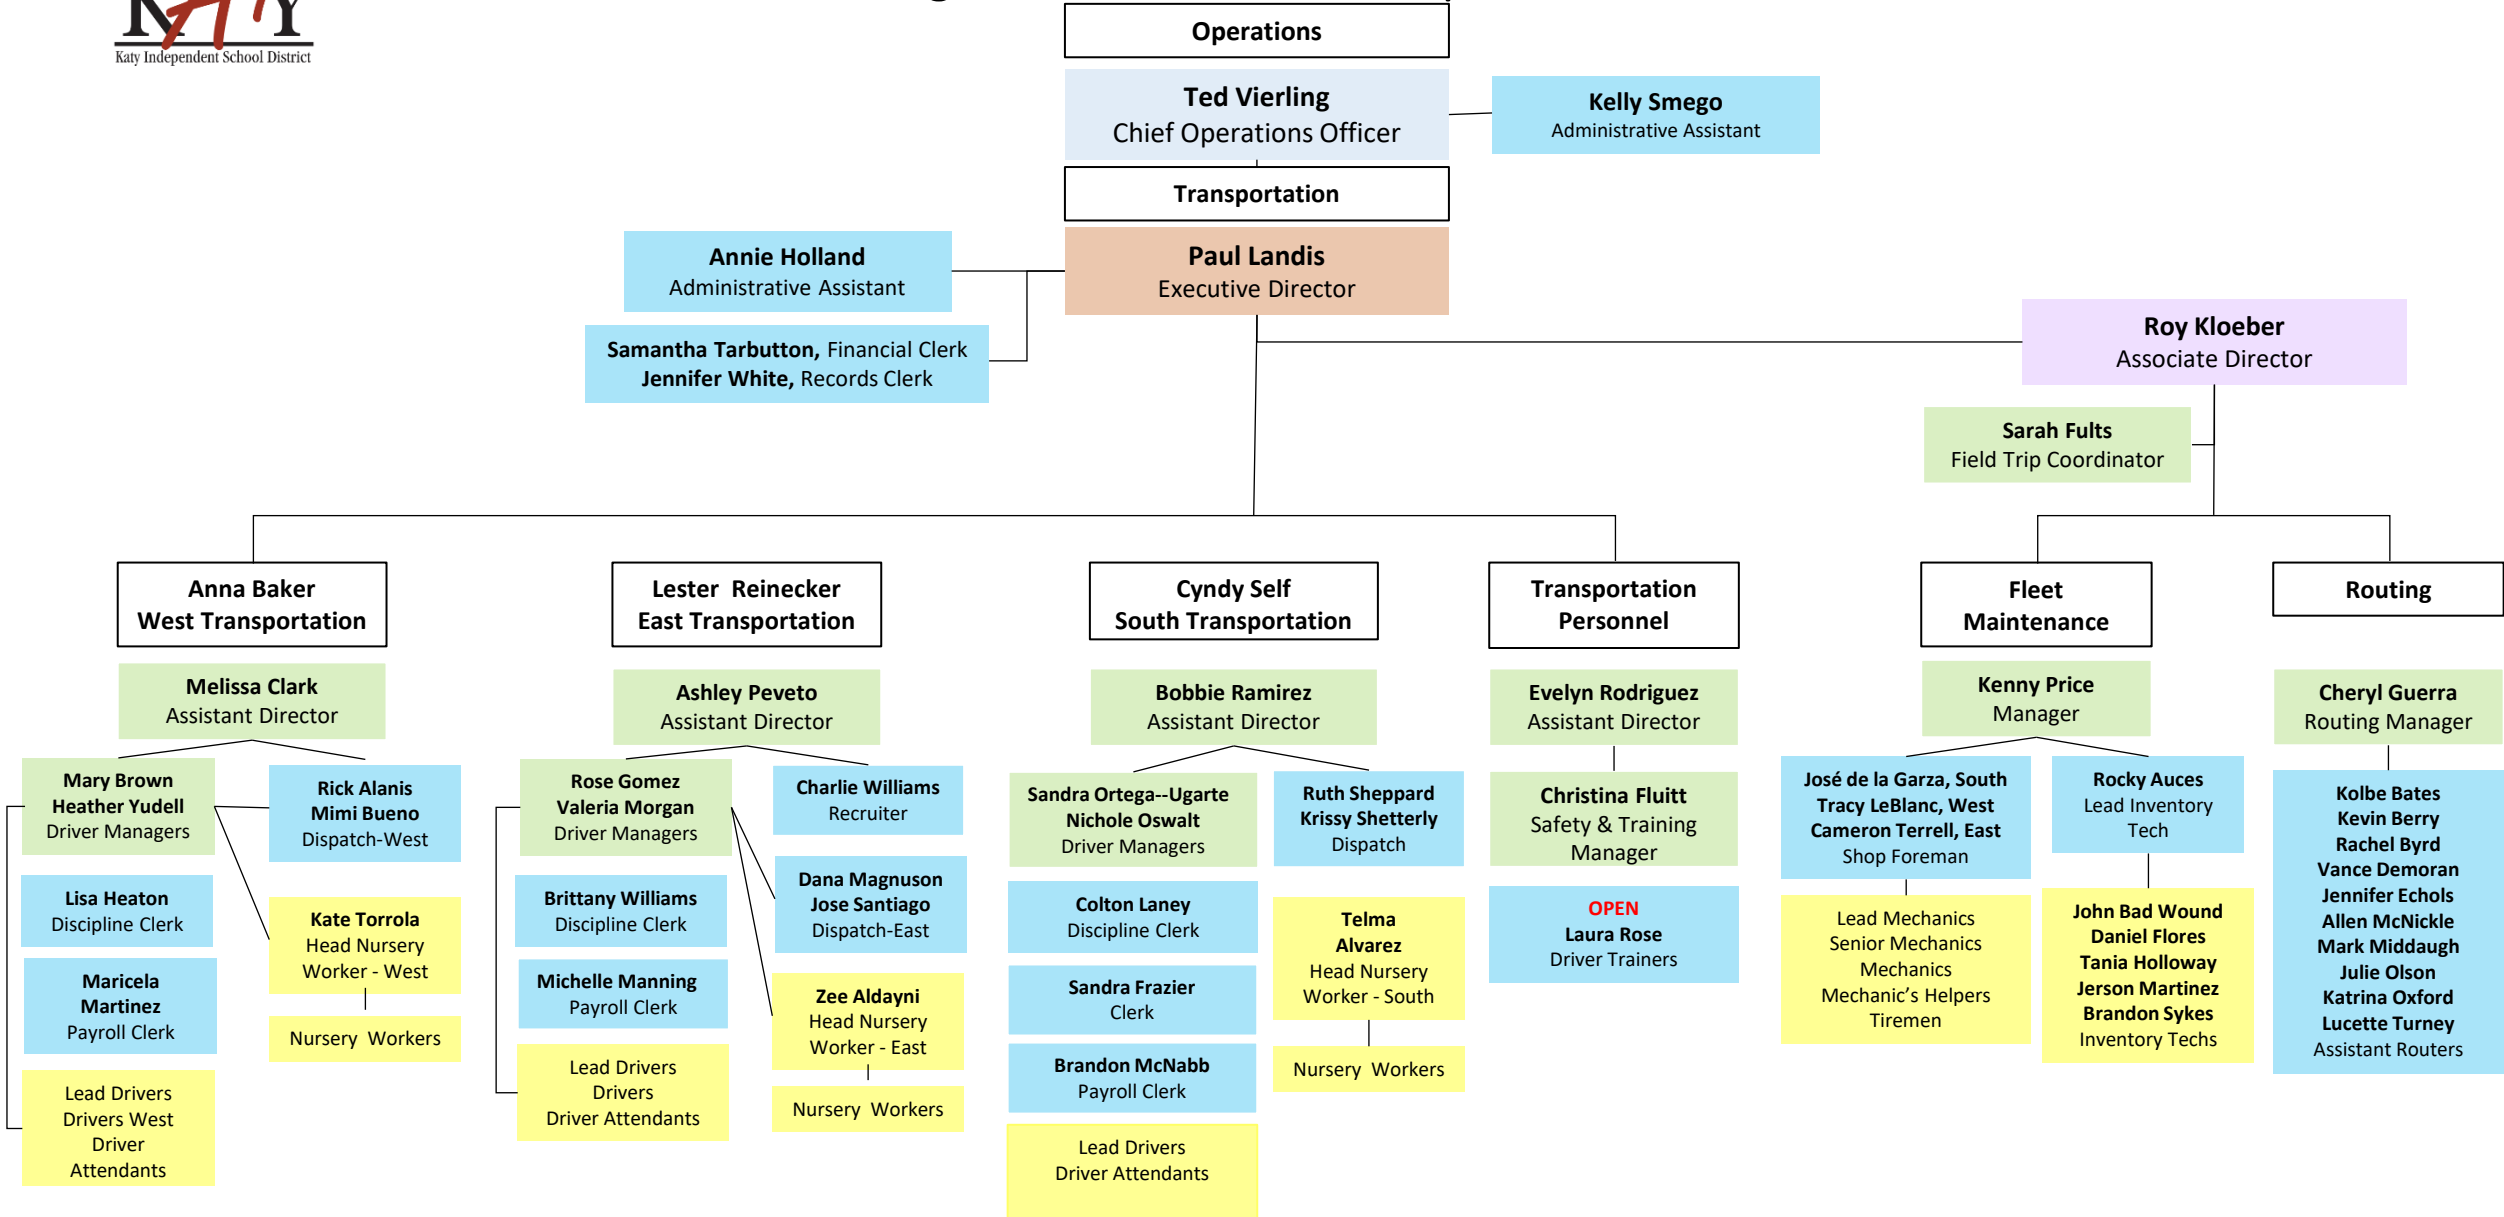 KATY
Katy Independent School District
Operations
Ted Vierling
Chief Operations Officer
Kelly Smego
Administrative Assistant
Transportation
Annie Holland
Administrative Assistant
Paul Landis
Executive Director
Samantha Tarbutton, Financial Clerk
Jennifer White, Records Clerk
Roy Kloeber
Associate Director
Sarah Fults
Field Trip Coordinator
Anna Baker
West Transportation
Lester  Reinecker
East Transportation
Cyndy Self
South Transportation
Transportation
Personnel
Fleet
Maintenance
Routing
Melissa Clark
Assistant Director
Ashley Peveto
Assistant Director
Bobbie Ramirez
Assistant Director
Evelyn Rodriguez
Assistant Director
Kenny Price
Manager
Cheryl Guerra
Routing Manager
Mary Brown
Heather Yudell
Driver Managers
Rick Alanis
Mimi Bueno
Dispatch-West
Lisa Heaton
Discipline Clerk
Kate Torrola
Head Nursery
Worker - West
Maricela
Martinez
Payroll Clerk
Nursery  Workers
Lead Drivers
Drivers West
Driver
Attendants
Rose Gomez
Valeria Morgan
Driver Managers
Charlie Williams
Recruiter
Brittany Williams
Discipline Clerk
Dana Magnuson
Jose Santiago
Dispatch-East
Michelle Manning
Payroll Clerk
Zee Aldayni
Head Nursery
Worker - East
Lead Drivers
Drivers
Driver Attendants
Nursery  Workers
Sandra Ortega--Ugarte
Nichole Oswalt
Driver Managers
Ruth Sheppard
Krissy Shetterly
Dispatch
Colton Laney
Discipline Clerk
Telma
Alvarez
Head Nursery
Worker - South
Sandra Frazier
Clerk
Brandon McNabb
Payroll Clerk
Nursery  Workers
Lead Drivers
Driver Attendants
Christina Fluitt
Safety & Training
Manager
OPEN
Laura Rose
Driver Trainers
José de la Garza, South
Tracy LeBlanc, West
Cameron Terrell, East
Shop Foreman
Rocky Auces
Lead Inventory
Tech
Lead Mechanics
Senior Mechanics
Mechanics
Mechanic’s Helpers
Tiremen
John Bad Wound
Daniel Flores
Tania Holloway
Jerson Martinez
Brandon Sykes
Inventory Techs
Kolbe Bates
Kevin Berry
Rachel Byrd
Vance Demoran
Jennifer Echols
Allen McNickle
Mark Middaugh
Julie Olson
Katrina Oxford
Lucette Turney
Assistant Routers